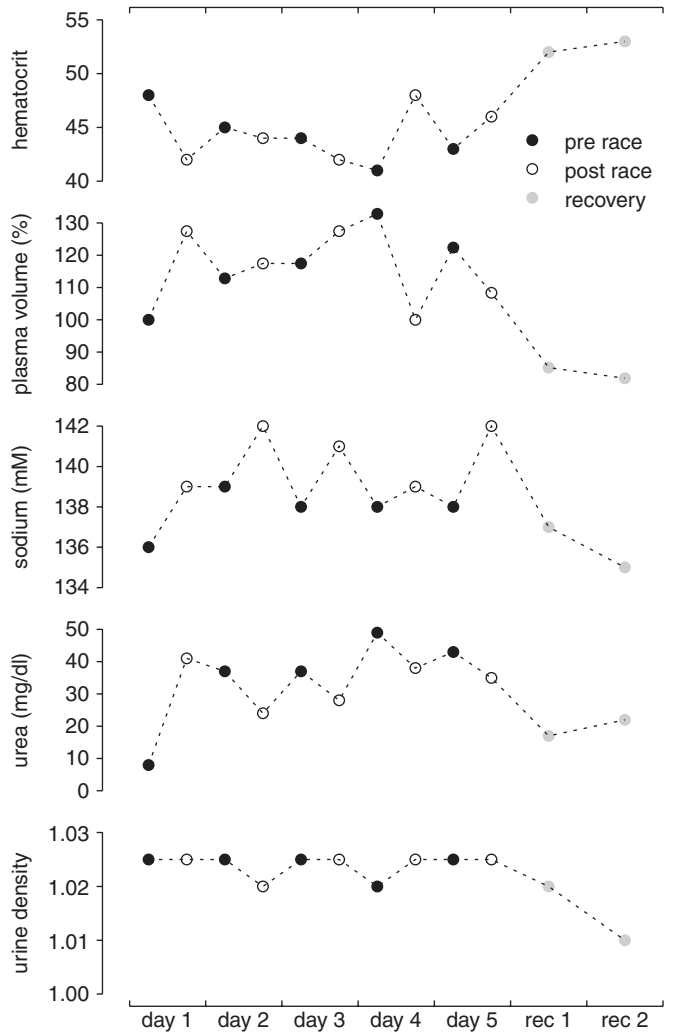 hematocrit
55
50
45
40
pre race
post race
recovery
plasma volume (%)
130
120
110
100
90
80
sodium (mM)
142
140
138
136
134
urea (mg/dl)
50
40
30
20
10
0
urine density
1.03
1.02
1.01
1.00
day 1 day 2 day 3 day 4 day 5 rec 1 rec 2